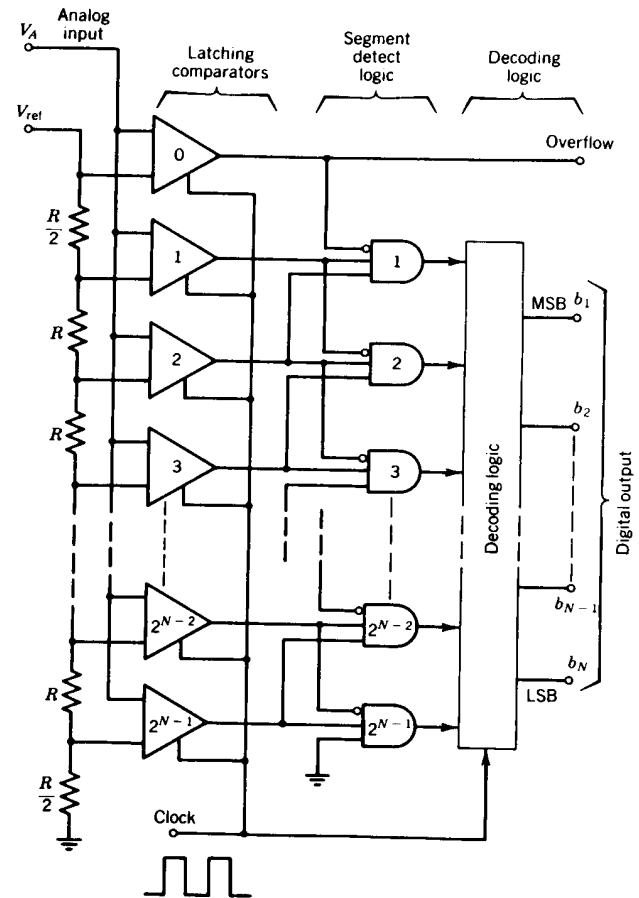 Analog
input
V_A
Latching
comparators
Segment
detect
logic
Decoding
logic
V_ref
0
Overflow
R/2
1
1
MSB b_1
R
2
2
b_2
R
3
3
Decoding logic
Digital output
2^{N-2}
2^{N-2}
b_{N-1}
R
2^{N-1}
2^{N-1}
b_N
LSB
R/2
Clock